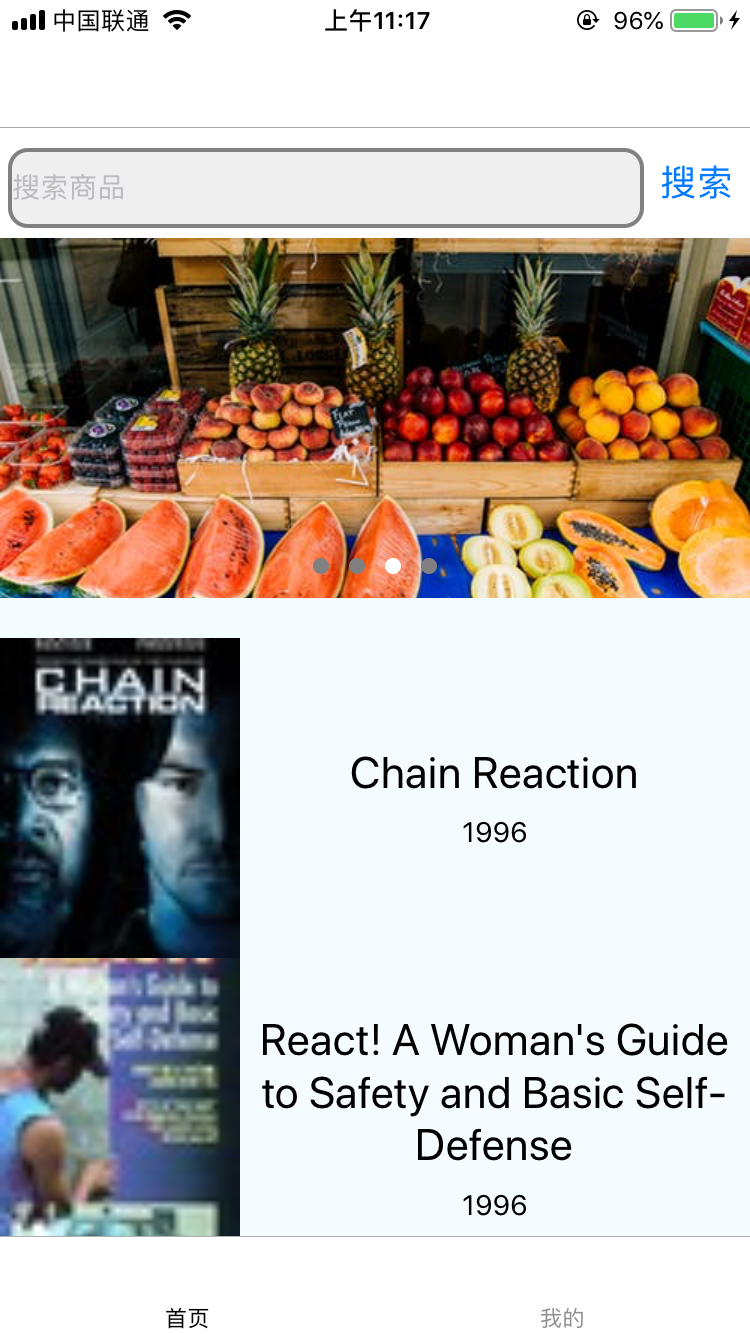 中国联通
上午11:17
96%
搜索商品
搜索
FLAT
CHAIN
REACTION
Chain Reaction
1996
A Woman's Guide to
Safety and Basic
Self-Defense
React! A Woman's Guide
to Safety and Basic Self-
Defense
1996
首页
我的